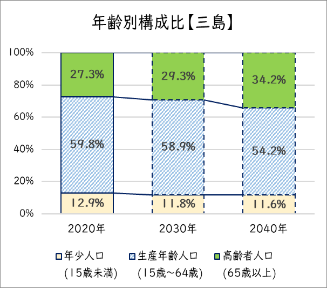 年齢別構成比【三島】
100%
80%
60%
40%
20%
0%
27.3% 29.3% 34.2%
59.8% 58.9% 54.2%
12.9% 11.8% 11.6%
2020年 2030年 2040年
年少人口 生産年齢人口 高齢者人口
(15歳未満) (15歳~64歳) (65歳以上)